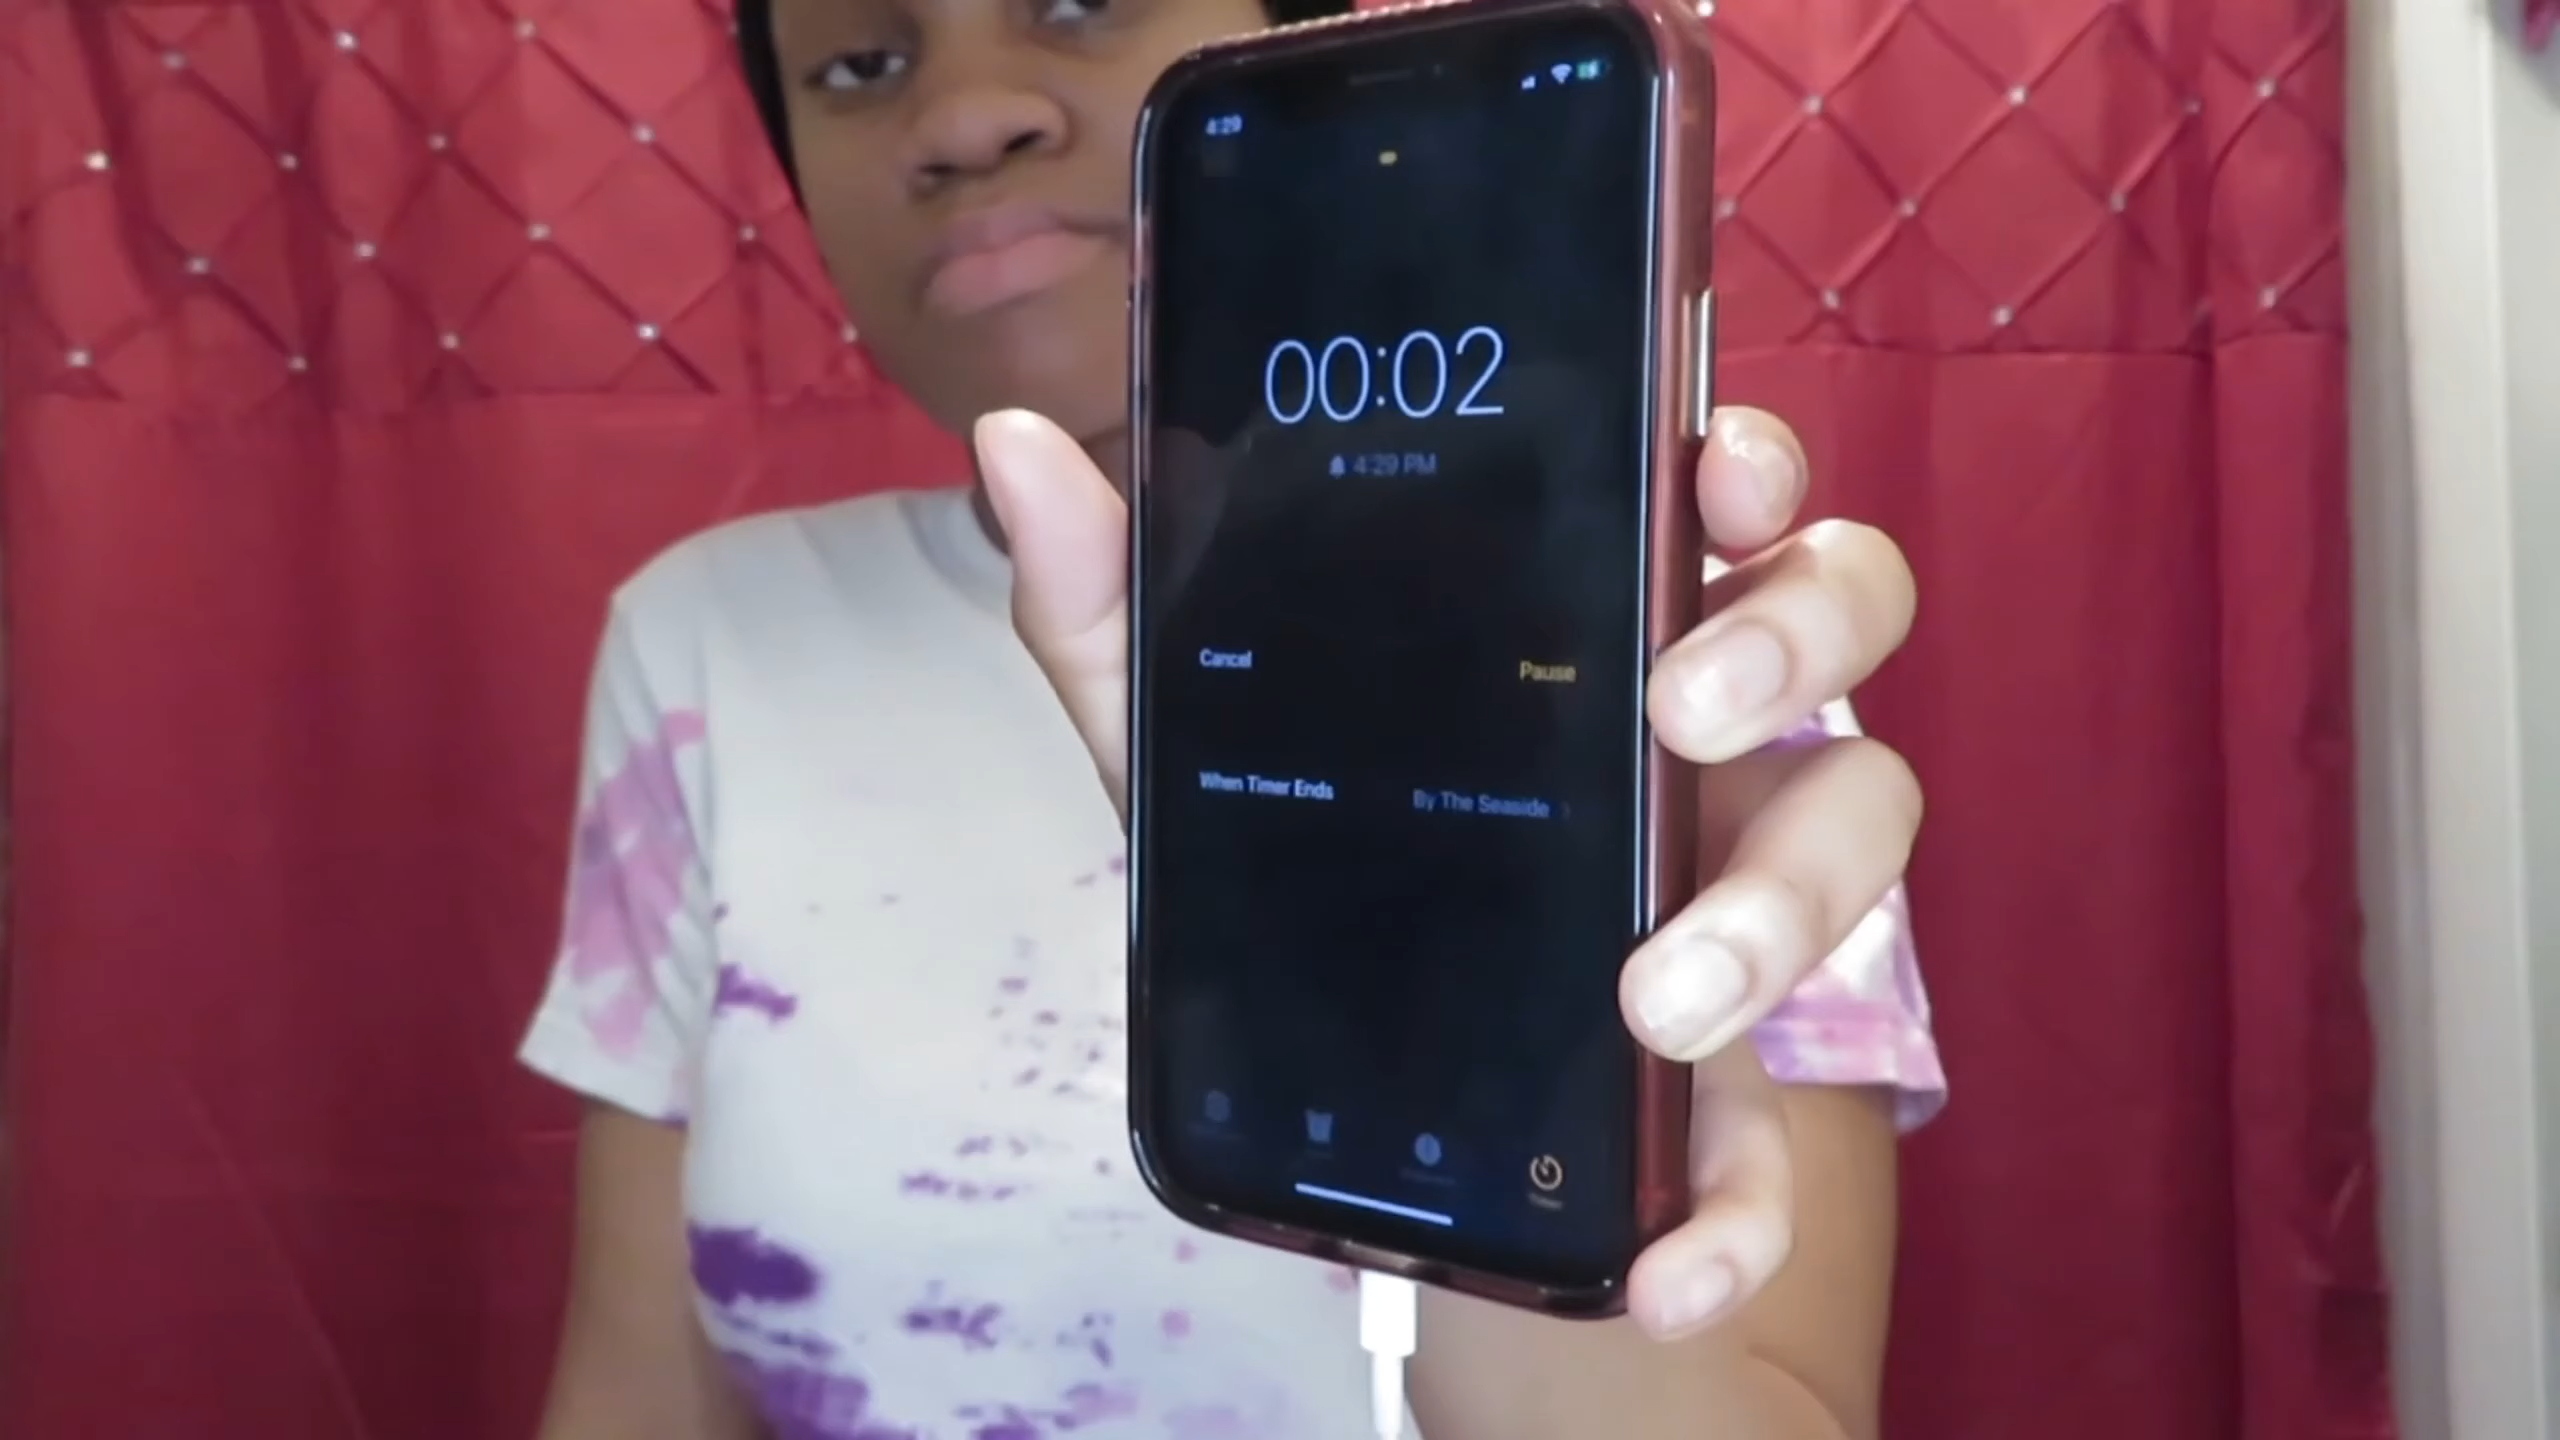 4:29
00:02
4:29 PM
Cancel
Pause
When Timer Ends
By The Seaside